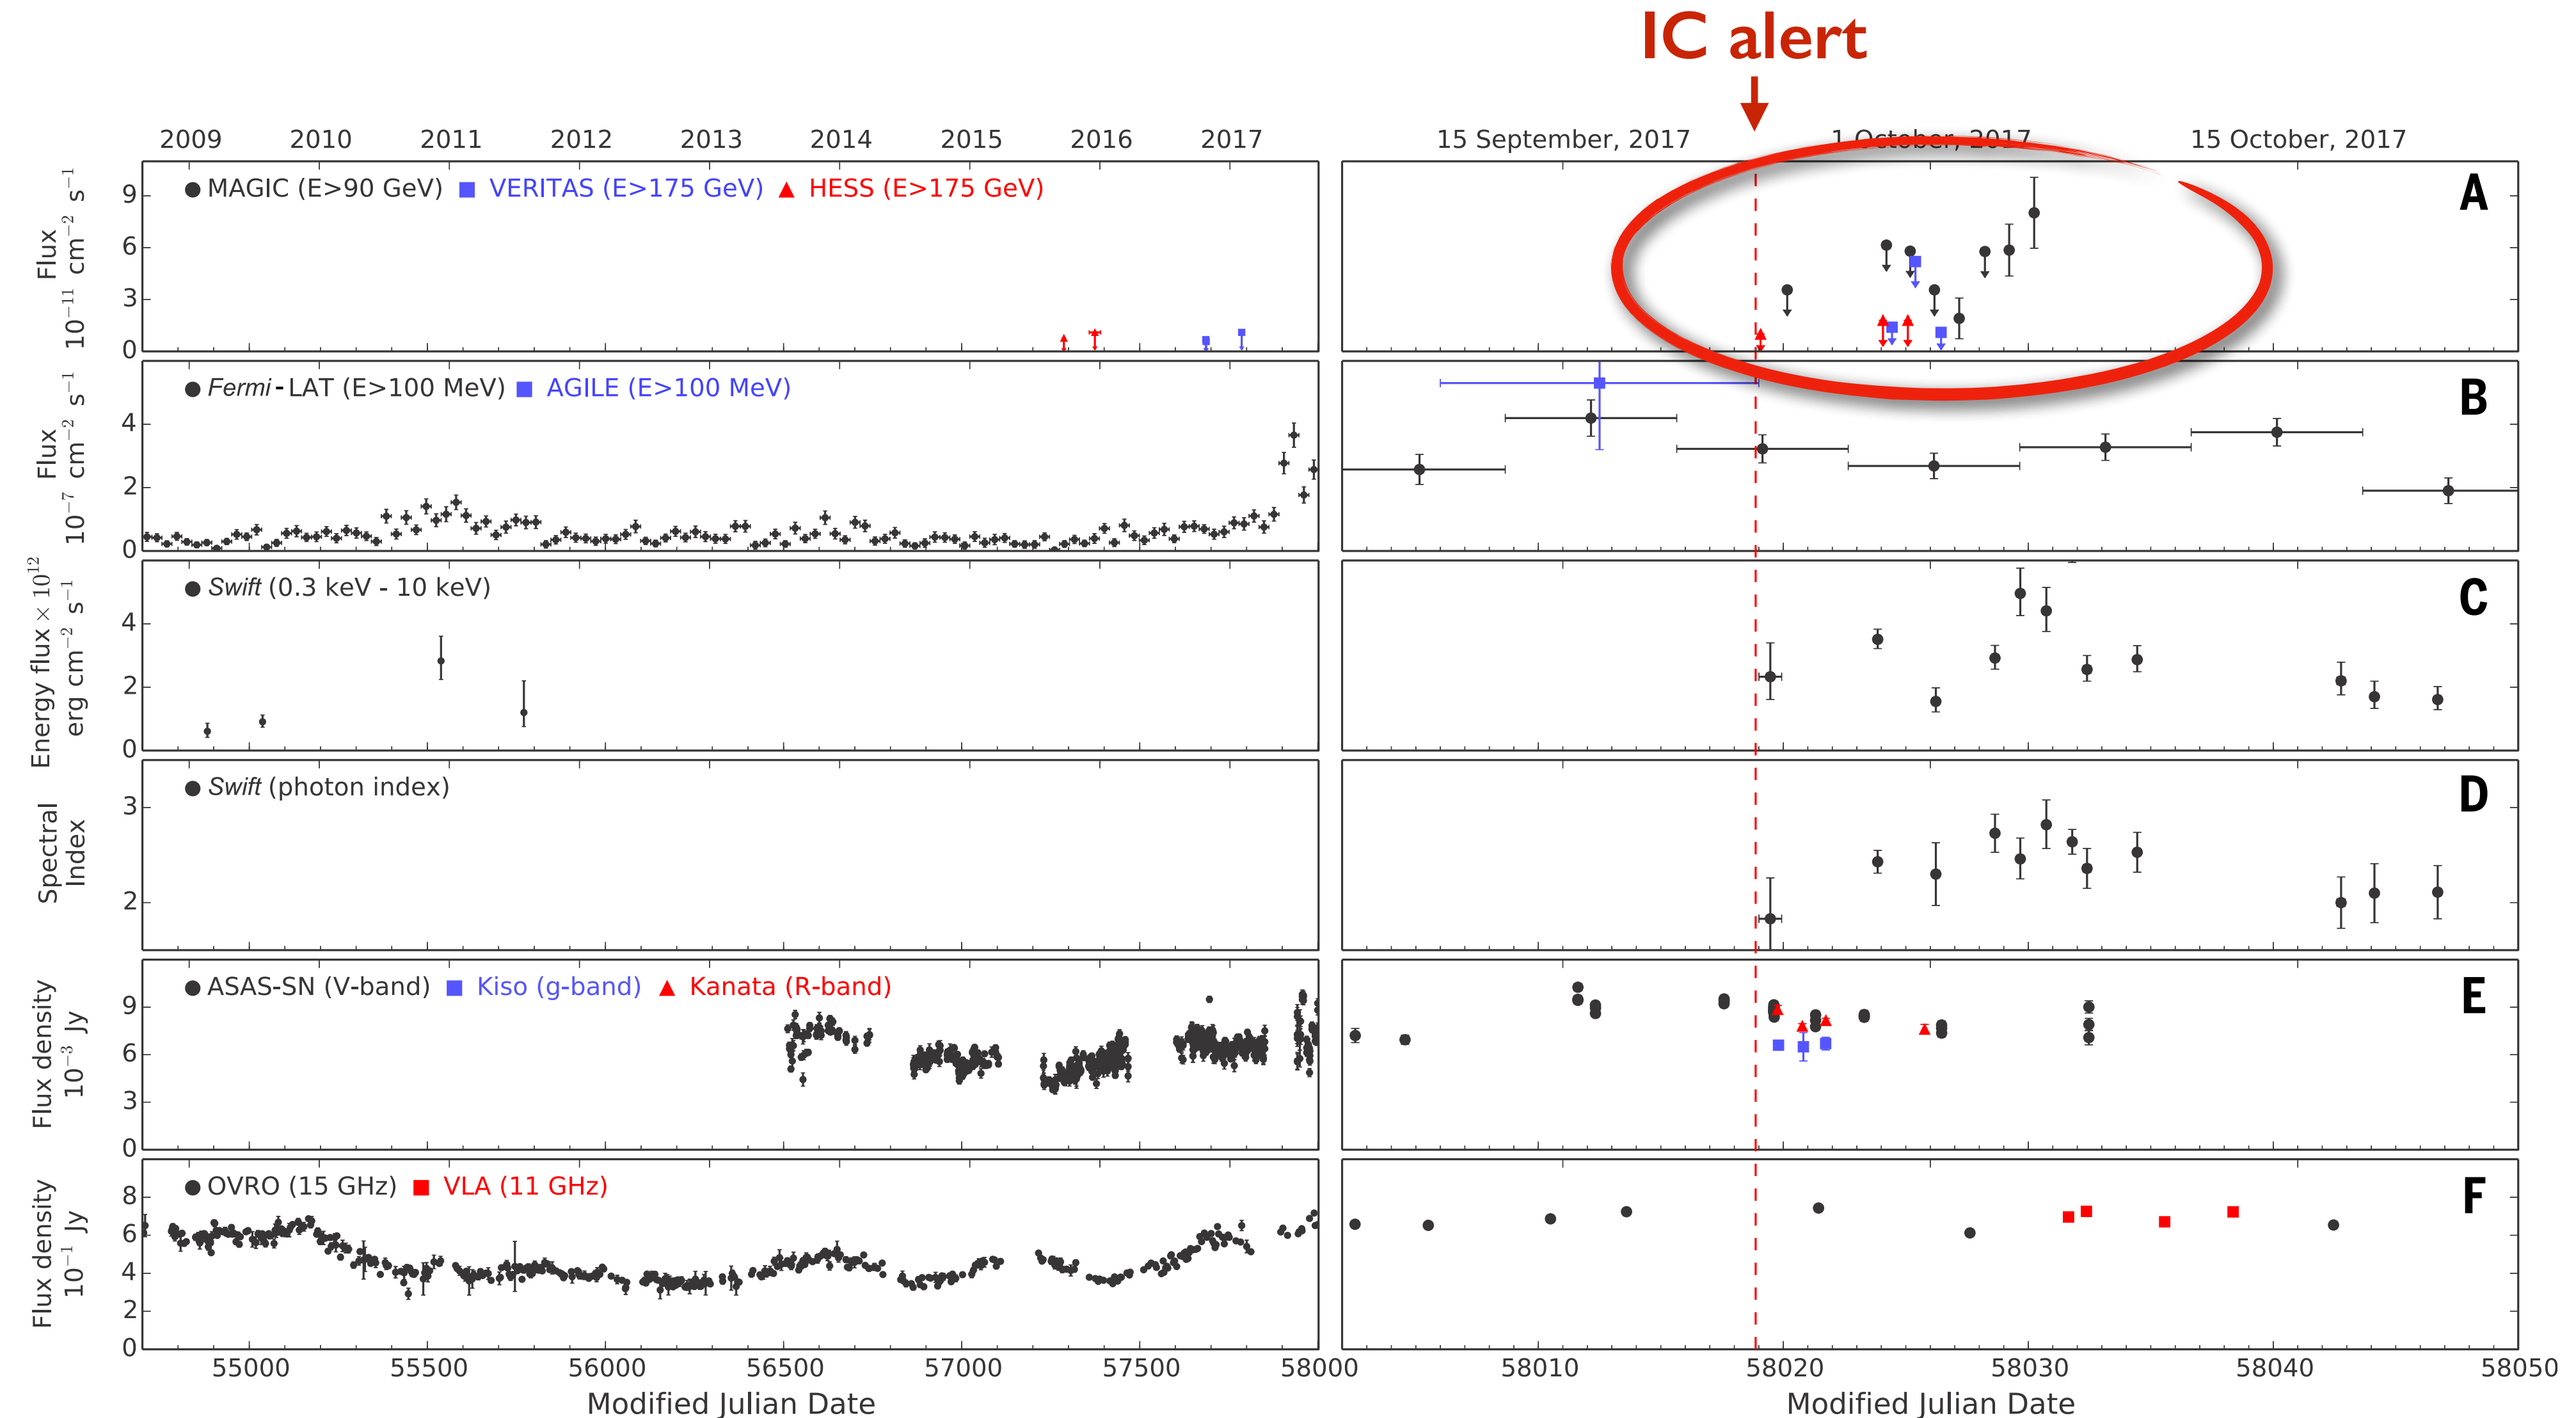 IC alert
2009 2010 2011 2012 2013 2014 2015 2016 2017
15 September, 2017 1 October, 2017 15 October, 2017
Flux
10⁻¹¹ cm⁻² s⁻¹
9
6
3
0
MAGIC (E>90 GeV) VERITAS (E>175 GeV) HESS (E>175 GeV)
A
Flux
10⁻⁷ cm⁻² s⁻¹
4
2
0
Fermi-LAT (E>100 MeV) AGILE (E>100 MeV)
B
Energy flux × 10¹²
erg cm⁻² s⁻¹
4
2
0
Swift (0.3 keV - 10 keV)
C
Spectral
Index
3
2
Swift (photon index)
D
Flux density
10⁻³ Jy
9
6
3
0
ASAS-SN (V-band) Kiso (g-band) Kanata (R-band)
E
Flux density
10⁻¹ Jy
8
6
4
2
0
OVRO (15 GHz) VLA (11 GHz)
F
55000 55500 56000 56500 57000 57500 58000 58010 58020 58030 58040 58050
Modified Julian Date Modified Julian Date